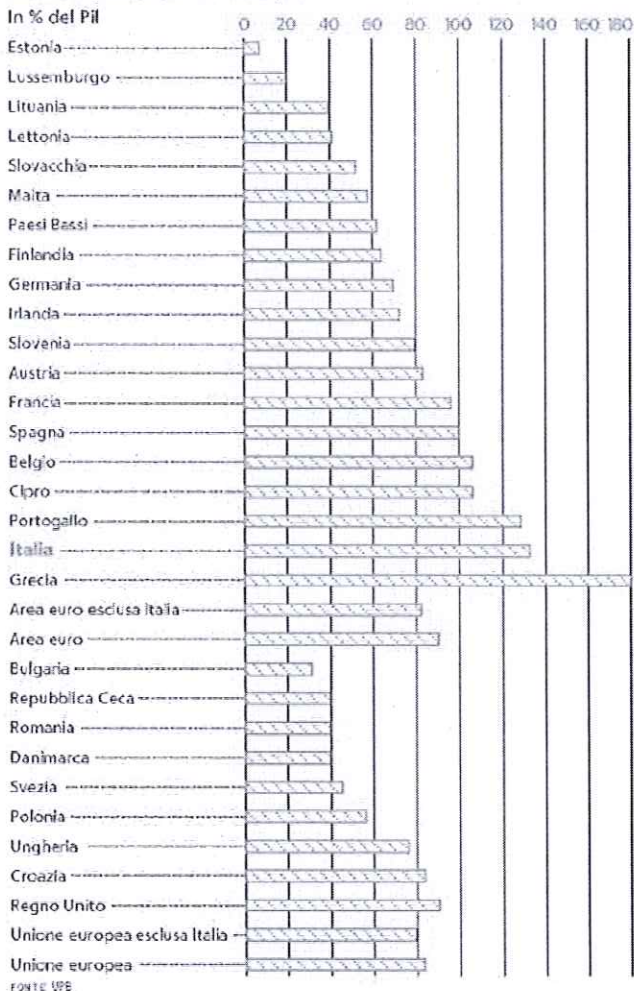 In % del Pil
0 20 40 60 80 100 120 140 160 180
Estonia
Lussemburgo
Lituania
Lettonia
Slovacchia
Malta
Paesi Bassi
Finlandia
Germania
Irlanda
Slovenia
Austria
Francia
Spagna
Belgio
Cipro
Portogallo
Italia
Grecia
Area euro esclusa Italia
Area euro
Bulgaria
Repubblica Ceca
Romania
Danimarca
Svezia
Polonia
Ungheria
Croazia
Regno Unito
Unione europea esclusa Italia
Unione europea
FONTE UPB